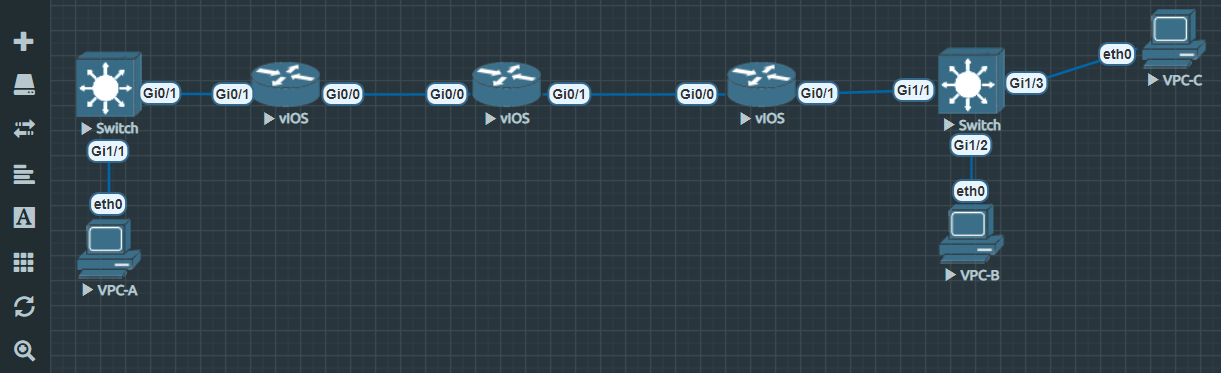 VPC-C
eth0
Gi0/1
Gi0/1
Gi0/0
Gi0/0
Gi0/1
Gi0/0
Gi0/1
Gi1/1
Gi1/3
Switch
vIOS
vIOS
vIOS
Switch
Gi1/1
Gi1/2
eth0
eth0
A
VPC-A
VPC-B